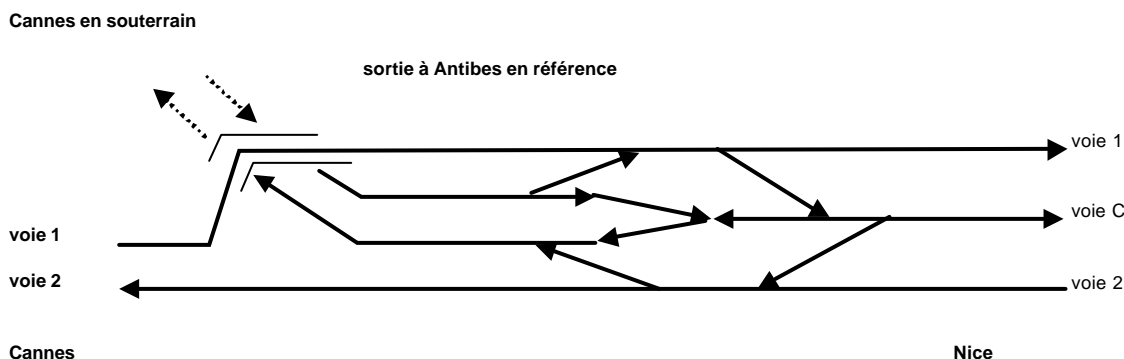 Cannes en souterrain
sortie à Antibes en référence
voie 1
voie C
voie 1
voie 2
voie 2
Cannes
Nice